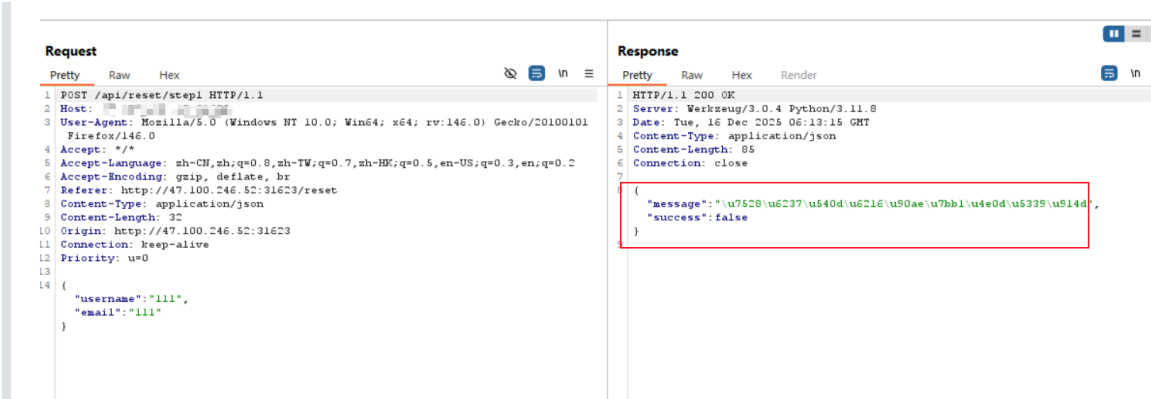 Request
Pretty Raw Hex
\n
1 POST /api/reset/step1 HTTP/1.1
2 Host:
3 User-Agent: Mozilla/5.0 (Windows NT 10.0; Win64; x64; rv:146.0) Gecko/20100101
Firefox/146.0
4 Accept: */*
5 Accept-Language: zh-CN,zh;q=0.8,zh-TW;q=0.7,zh-HK;q=0.5,en-US;q=0.3,en;q=0.2
6 Accept-Encoding: gzip, deflate, br
7 Referer: http://47.100.246.52:31623/reset
8 Content-Type: application/json
9 Content-Length: 32
10 Origin: http://47.100.246.52:31623
11 Connection: keep-alive
12 Priority: u=0
13
14 {
"username":"111",
"email":"111"
}
Response
Pretty Raw Hex Render
\n
1 HTTP/1.1 200 OK
2 Server: Werkzeug/3.0.4 Python/3.11.8
3 Date: Tue, 16 Dec 2025 06:13:15 GMT
4 Content-Type: application/json
5 Content-Length: 85
6 Connection: close
7
8 {
"message":"\u7528\u6237\u540d\u6216\u90ae\u7bb1\u4e0d\u5339\u914d",
"success":false
}
9